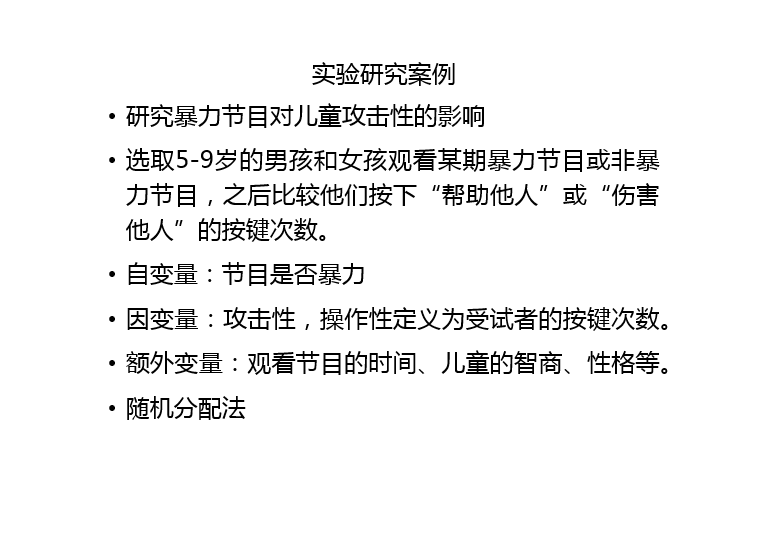 实验研究案例
• 研究暴力节目对儿童攻击性的影响
• 选取5-9岁的男孩和女孩观看某期暴力节目或非暴
力节目，之后比较他们按下“帮助他人”或“伤害
他人”的按键次数。
• 自变量：节目是否暴力
• 因变量：攻击性，操作性定义为受试者的按键次数。
• 额外变量：观看节目的时间、儿童的智商、性格等。
• 随机分配法